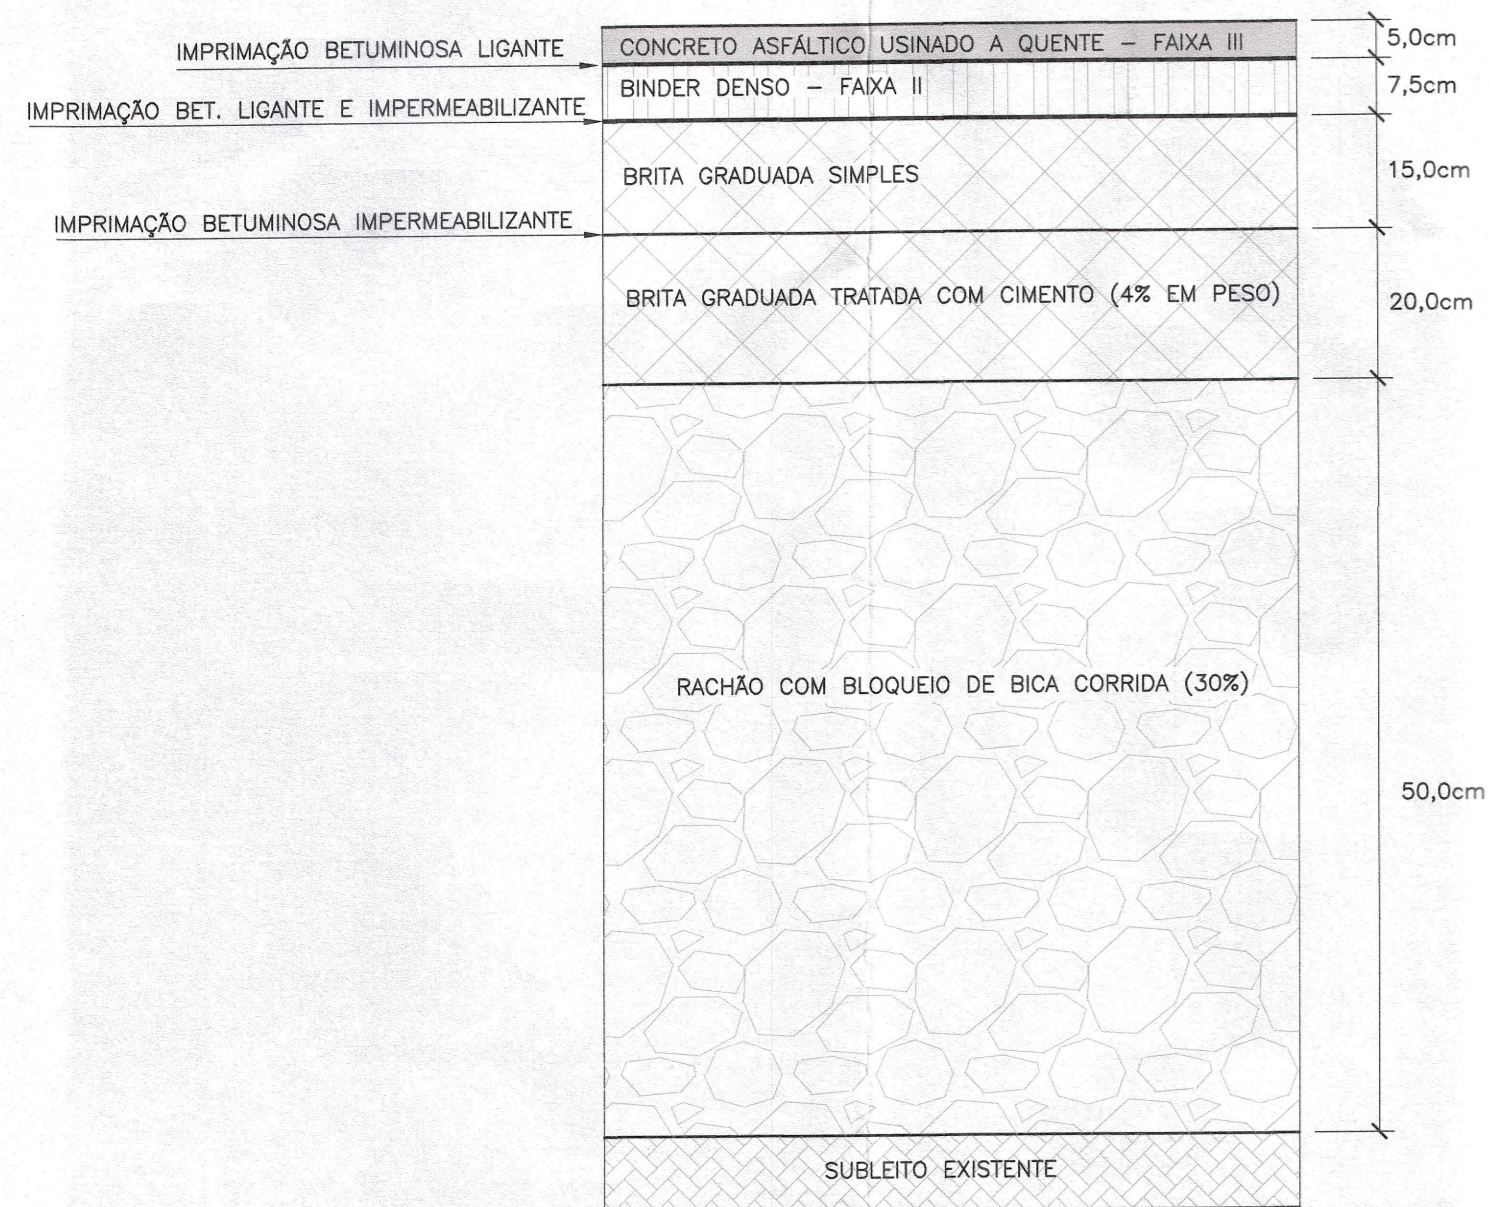 IMPRIMAÇÃO BETUMINOSA LIGANTE
CONCRETO ASFÁLTICO USINADO A QUENTE – FAIXA III
5,0cm
BINDER DENSO – FAIXA II
7,5cm
IMPRIMAÇÃO BET. LIGANTE E IMPERMEABILIZANTE
BRITA GRADUADA SIMPLES
15,0cm
IMPRIMAÇÃO BETUMINOSA IMPERMEABILIZANTE
BRITA GRADUADA TRATADA COM CIMENTO (4% EM PESO)
20,0cm
RACHÃO COM BLOQUEIO DE BICA CORRIDA (30%)
50,0cm
SUBLEITO EXISTENTE